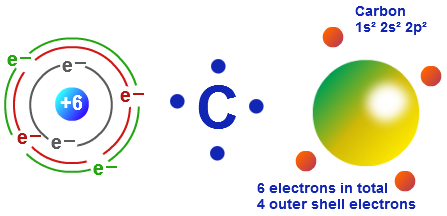 Carbon
1s² 2s² 2p²
e⁻
e⁻
+6
e⁻
e⁻
e⁻
e⁻
C
6 electrons in total
4 outer shell electrons